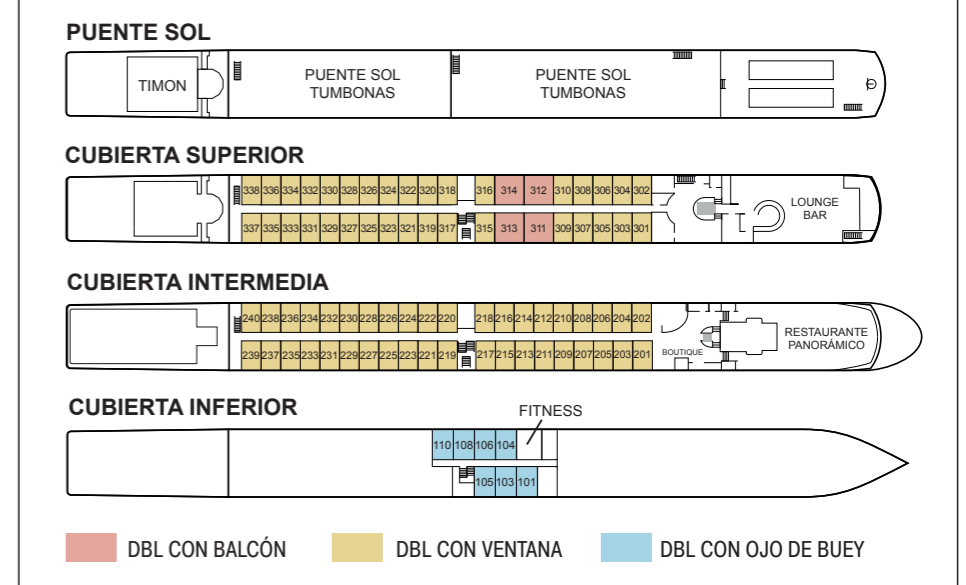 PUENTE SOL
TIMON
PUENTE SOL
TUMBONAS
PUENTE SOL
TUMBONAS
CUBIERTA SUPERIOR
338 336 334 332 330 328 326 324 322 320 318 316 314 312 310 308 306 304 302
LOUNGE
BAR
337 335 333 331 329 327 325 323 321 319 317 315 313 311 309 307 305 303 301
CUBIERTA INTERMEDIA
240 238 236 234 232 230 228 226 224 222 220 218 216 214 212 210 208 206 204 202
RESTAURANTE
PANORÁMICO
BOUTIQUE
239 237 235 233 231 229 227 225 223 221 219 217 215 213 211 209 207 205 203 201
CUBIERTA INFERIOR
FITNESS
110 108 106 104
105 103 101
DBL CON BALCÓN
DBL CON VENTANA
DBL CON OJO DE BUEY